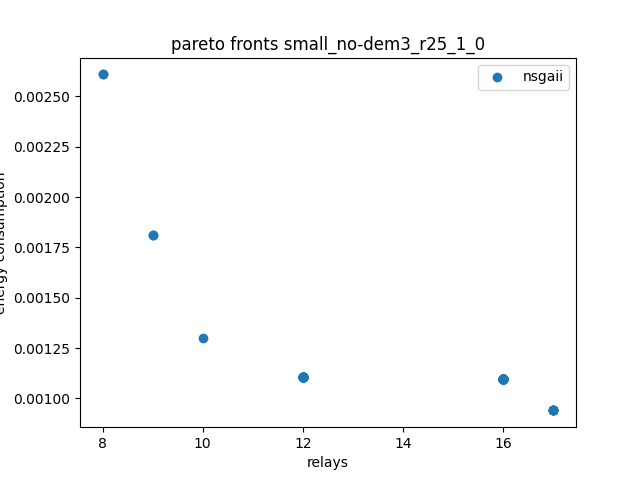 pareto fronts small_no-dem3_r25_1_0
nsgaii
0.00250
0.00225
0.00200
0.00175
0.00150
0.00125
0.00100
energy consumption
8 10 12 14 16
relays